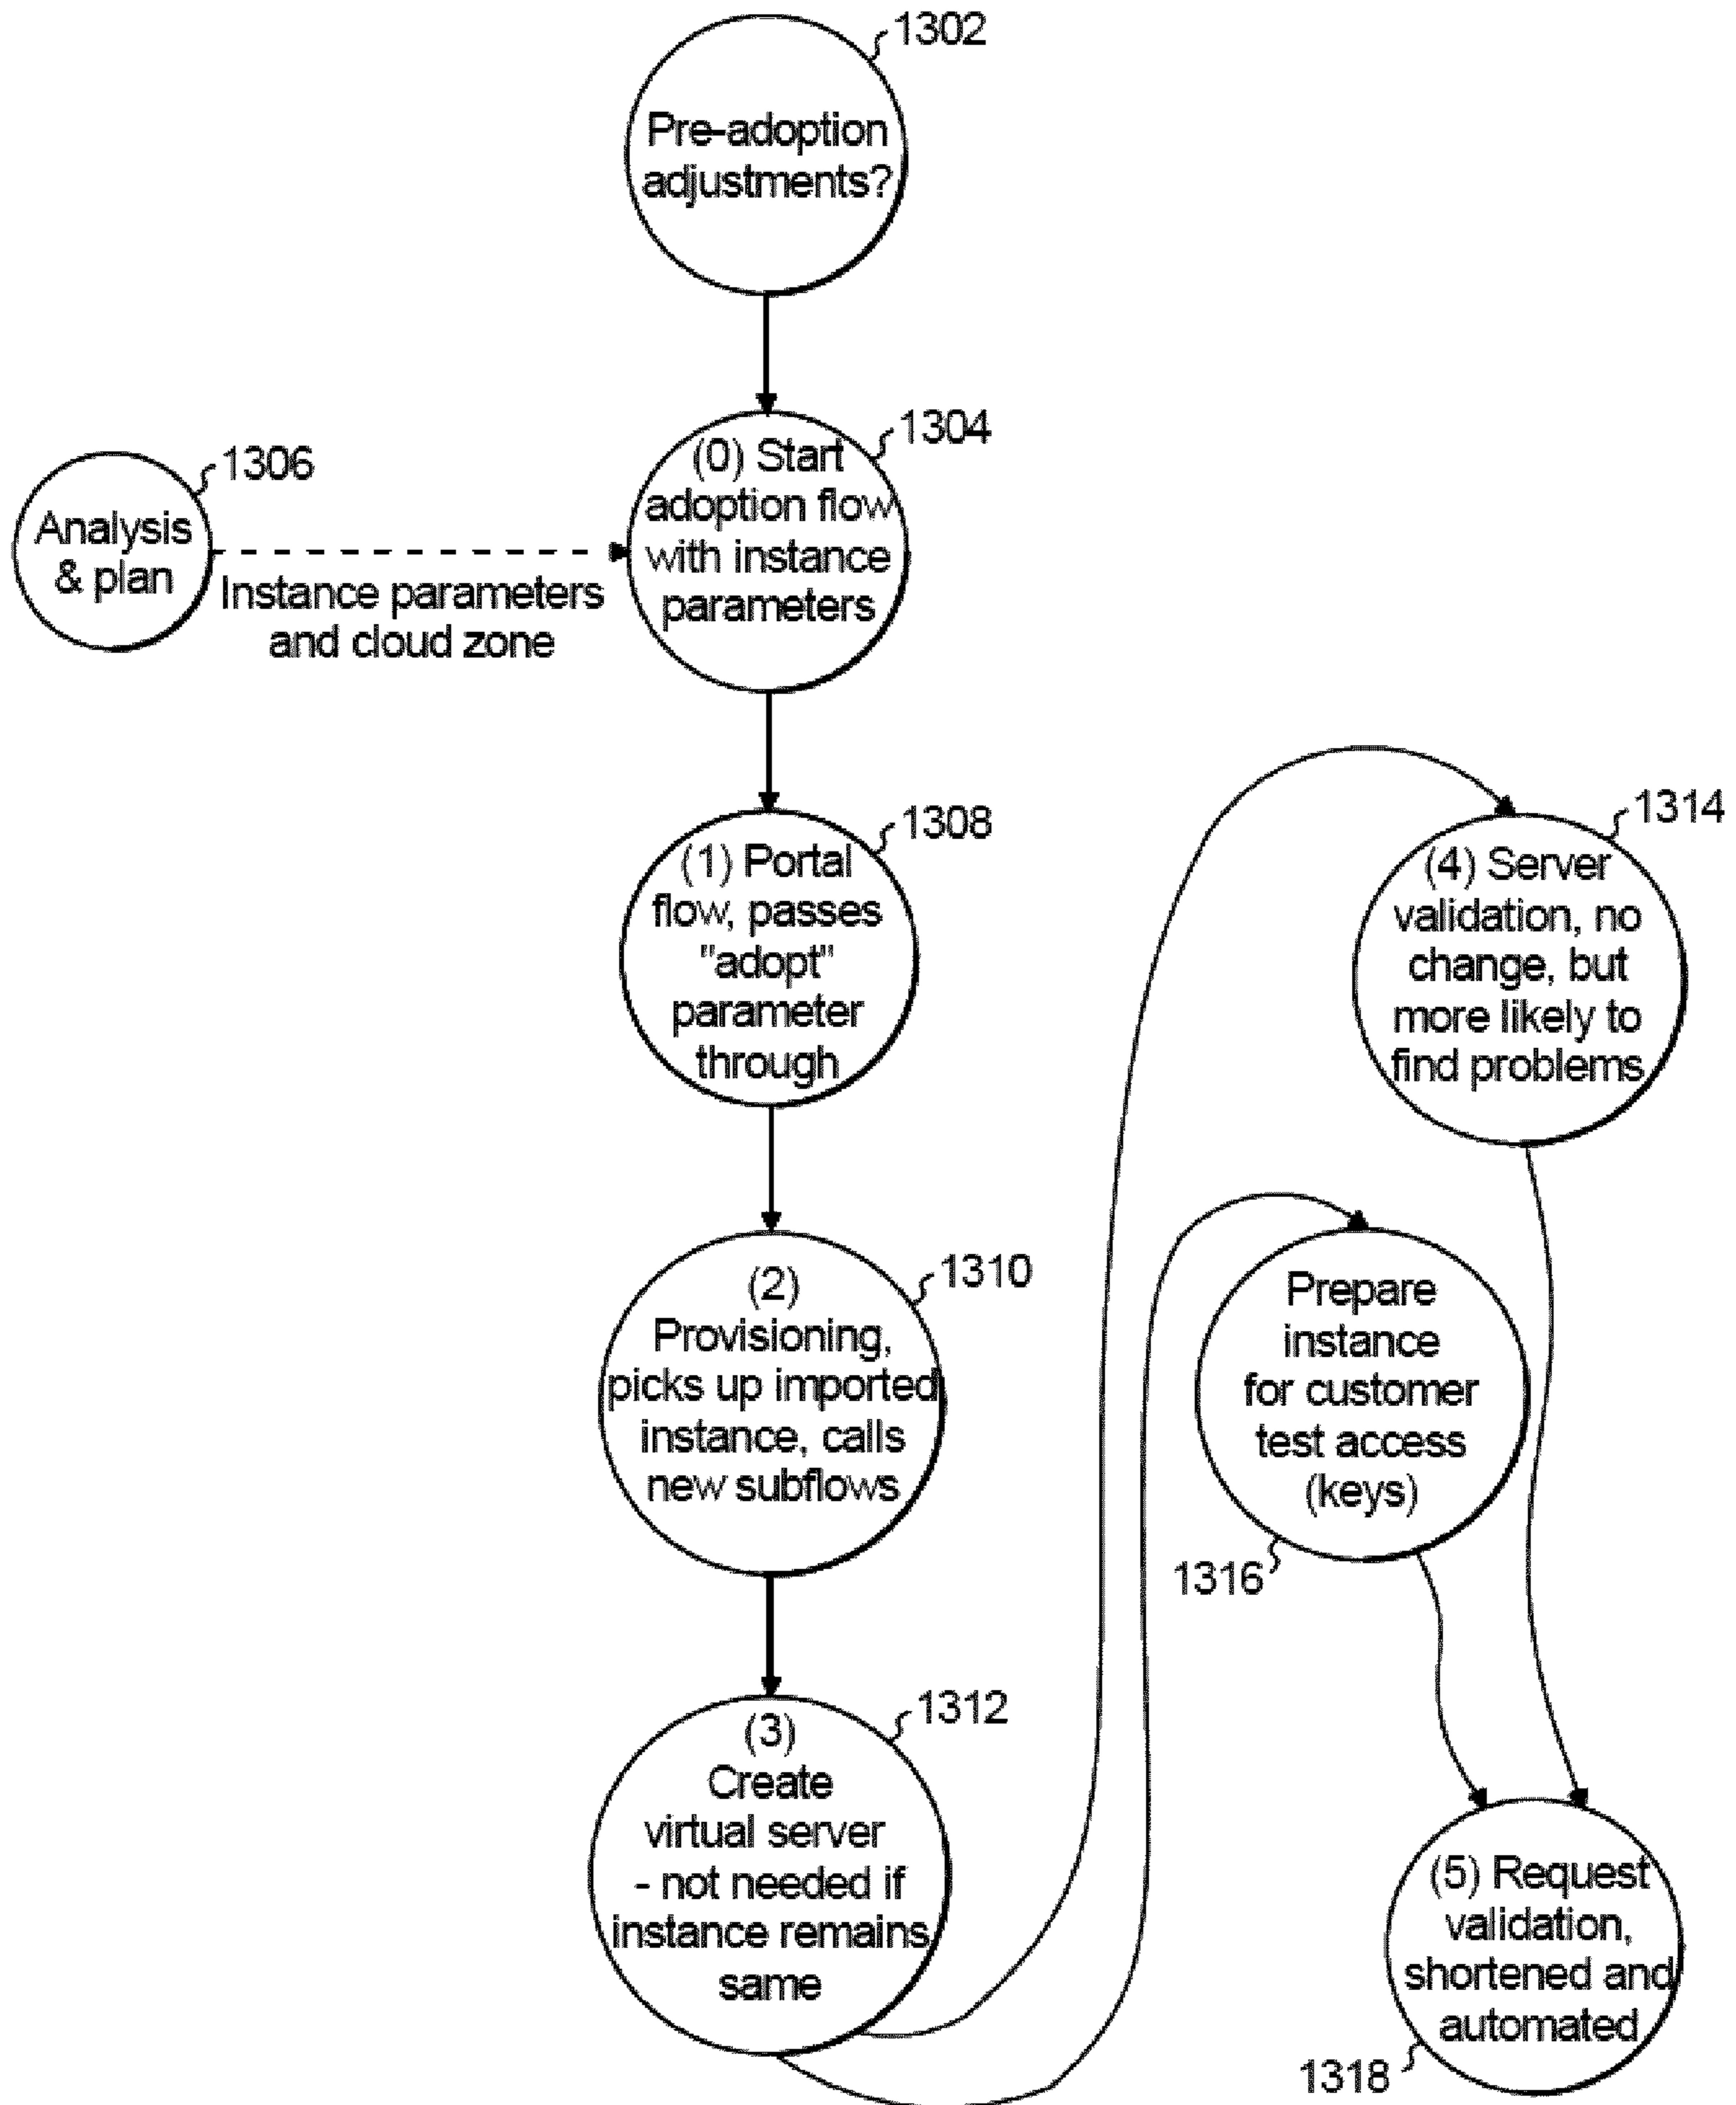 1302
Pre-adoption
adjustments?
1304
(0) Start
adoption flow
with instance
parameters
1306
Analysis
& plan
Instance parameters
and cloud zone
1308
(1) Portal
flow, passes
"adopt"
parameter
through
1310
(2)
Provisioning,
picks up imported
instance, calls
new subflows
1312
(3)
Create
virtual server
- not needed if
instance remains
same
1314
(4) Server
validation, no
change, but
more likely to
find problems
Prepare
instance
for customer
test access
(keys)
1316
(5) Request
validation,
shortened and
automated
1318